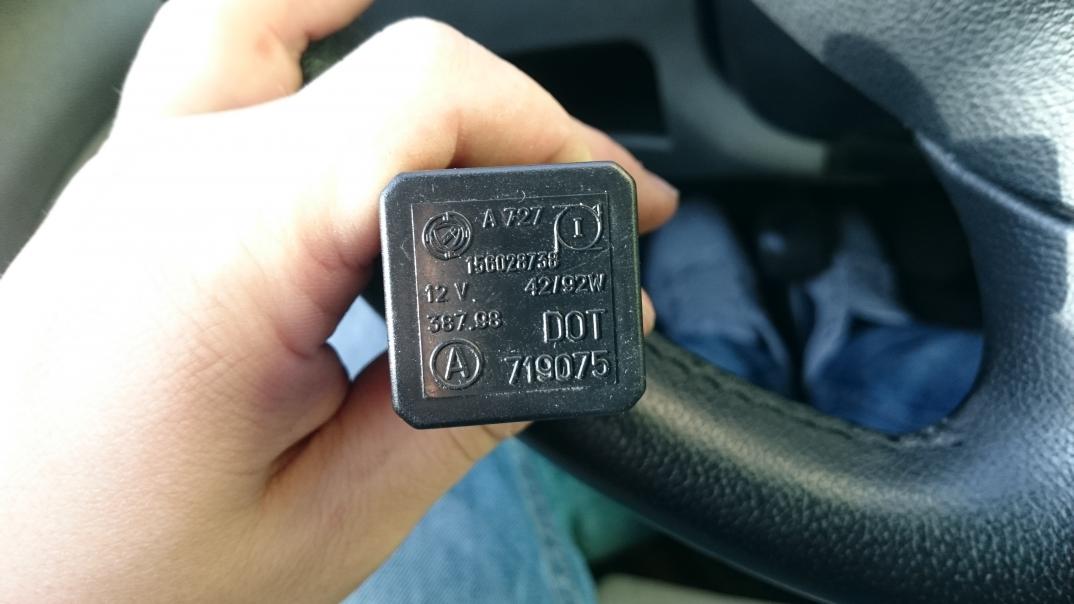 A 727
I
156028738
12 V. 42/92W
387.98 DOT
A 719075